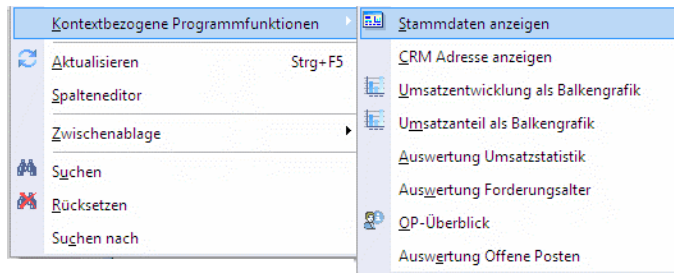 Kontextbezogene Programmfunktionen
Aktualisieren Strg+F5
Spalteneditor
Zwischenablage
Suchen
Rücksetzen
Suchen nach
Stammdaten anzeigen
CRM Adresse anzeigen
Umsatzentwicklung als Balkengrafik
Umsatzanteil als Balkengrafik
Auswertung Umsatzstatistik
Auswertung Forderungsalter
OP-Überblick
Auswertung Offene Posten